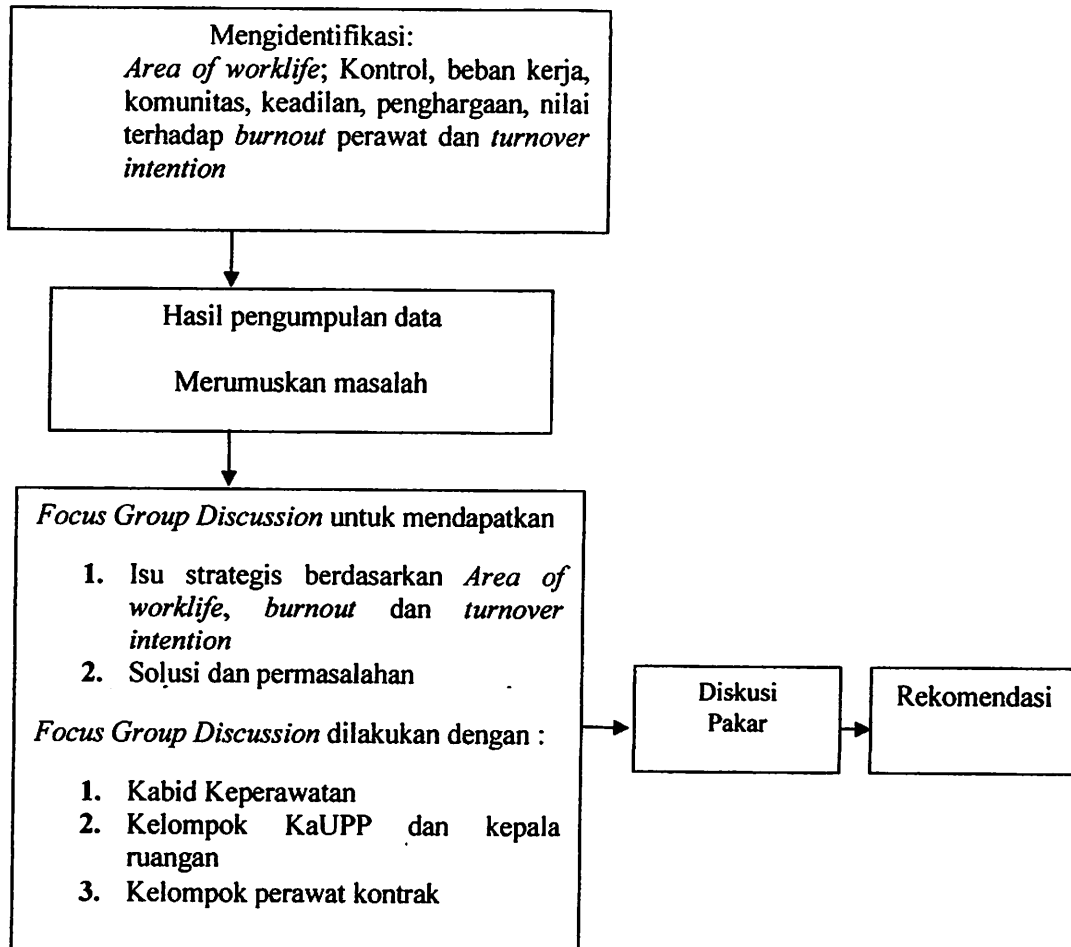 Mengidentifikasi:
Area of worklife; Kontrol, beban kerja,
komunitas, keadilan, penghargaan, nilai
terhadap burnout perawat dan turnover
intention
Hasil pengumpulan data
Merumuskan masalah
Focus Group Discussion untuk mendapatkan
1. Isu strategis berdasarkan Area of
worklife, burnout dan turnover
intention
2. Solusi dan permasalahan
Focus Group Discussion dilakukan dengan :
1. Kabid Keperawatan
2. Kelompok KaUPP dan kepala
ruangan
3. Kelompok perawat kontrak
Diskusi
Pakar
Rekomendasi